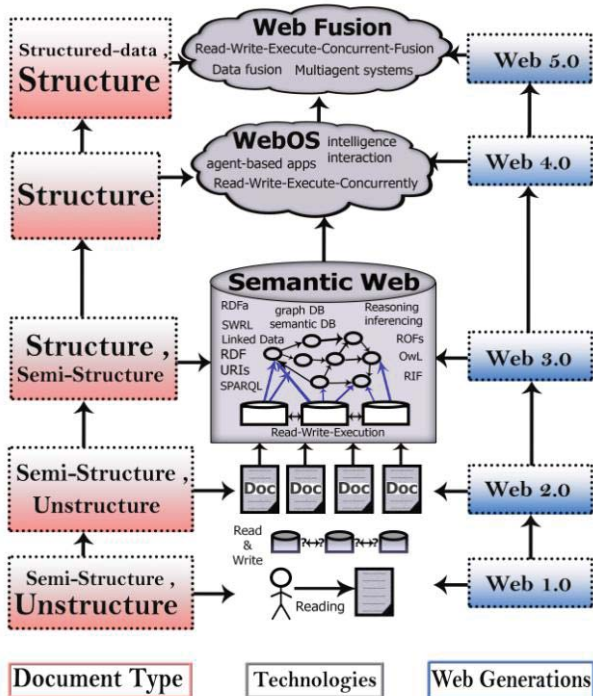 Structured-data ,
Structure
Web Fusion
Read-Write-Execute-Concurrent-Fusion
Data fusion Multiagent systems
Web 5.0
Structure
WebOS
intelligence
interaction
agent-based apps
Read-Write-Execute-Concurrently
Web 4.0
Structure ,
Semi-Structure
Semantic Web
RDFa
SWRL
Linked Data
RDF
URIs
SPARQL
graph DB
semantic DB
Reasoning
inferencing
ROFs
OwL
RIF
Read-Write-Execution
Web 3.0
Semi-Structure ,
Unstructure
Doc Doc Doc Doc
Web 2.0
Read
&
Write
? ? ? ?
Semi-Structure ,
Unstructure
Reading
Web 1.0
Document Type
Technologies
Web Generations